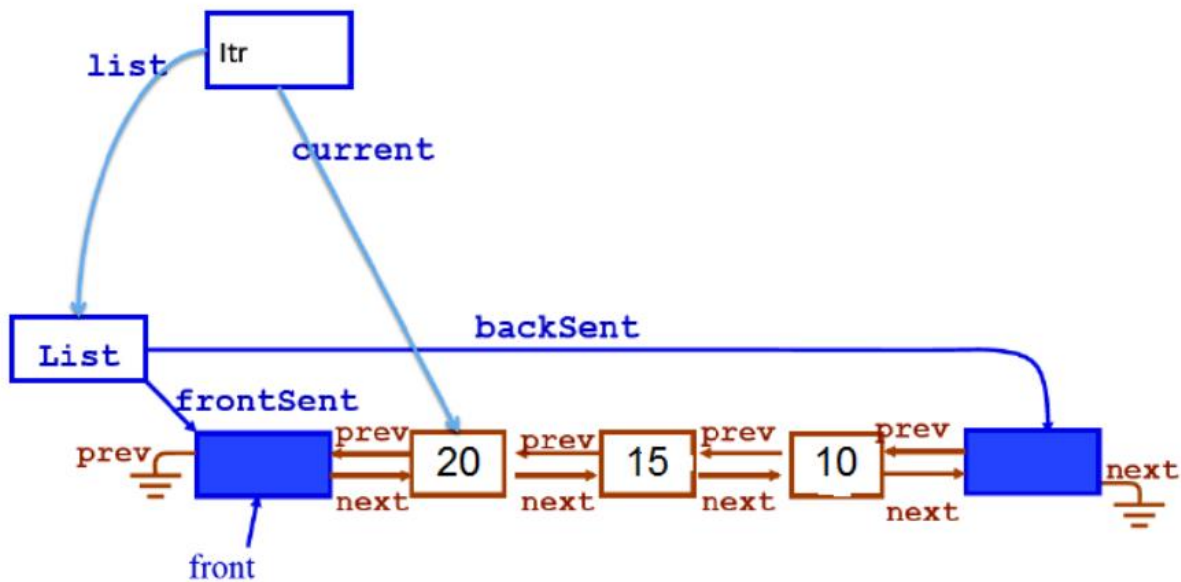 Itr
list
current
backSent
List
frontSent
prev prev prev prev prev
20 15 10
next next next next next
front